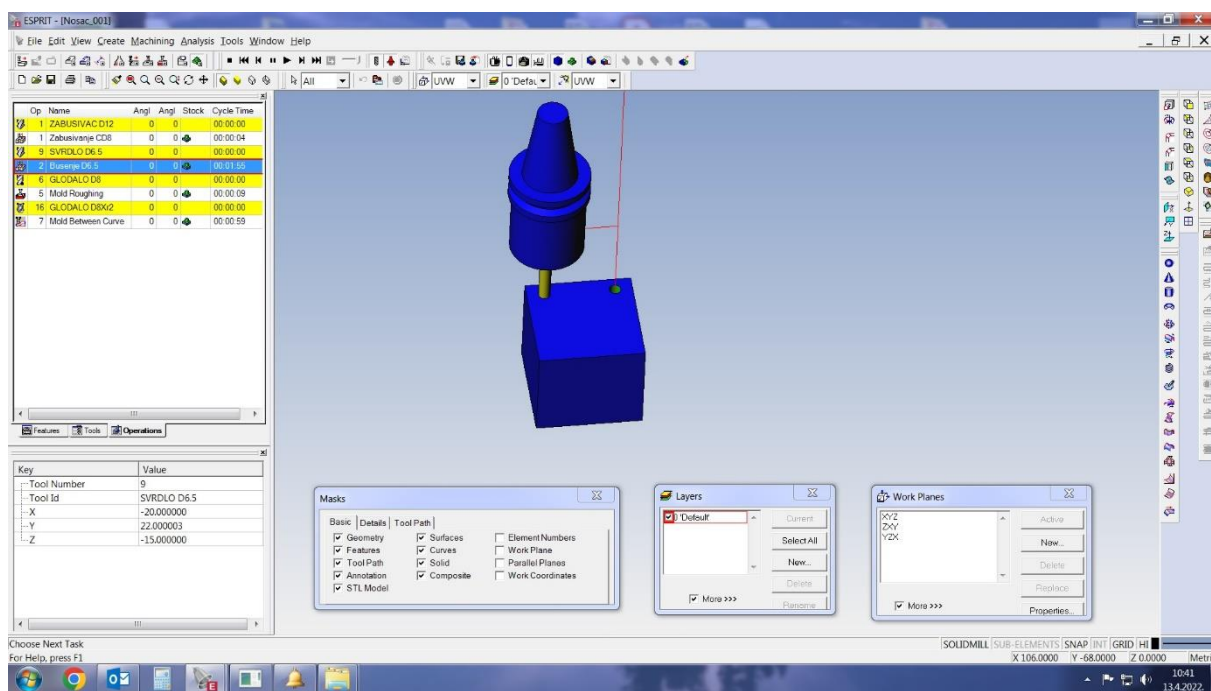 ESPRIT - [Nosac_001]
File Edit View Create Machining Analysis Tools Window Help
All UVW 0 'Defau UVW
Op Name Angl Angl Stock Cycle Time
1 ZABUSIVAC D12 0 0 00:00:00
1 Zabusivanje CD8 0 0 00:00:04
9 SVRDLO D6.5 0 0 00:00:00
2 Busenje D6.5 0 0 00:01:55
6 GLODALO D8 0 0 00:00:00
5 Mold Roughing 0 0 00:00:09
16 GLODALO D8Xr2 0 0 00:00:00
7 Mold Between Curve 0 0 00:00:59
Features Tools Operations
Key Value
Tool Number 9
Tool Id SVRDLO D6.5
X -20.000000
Y 22.000003
Z -15.000000
Masks
Basic Details Tool Path
Geometry Surfaces Element Numbers
Features Curves Work Plane
Tool Path Solid Parallel Planes
Annotation Composite Work Coordinates
STL Model
Layers
0 'Default' Current
Select All
New...
Delete
More >>> Rename
Work Planes
XYZ Active
ZXY New...
YZX Delete
Replace
More >>> Properties...
Choose Next Task SOLIDMILL SUB-ELEMENTS SNAP INT GRID HI
For Help, press F1 X 106.0000 Y -68.0000 Z 0.0000 Metri
10:41
13.4.2022.